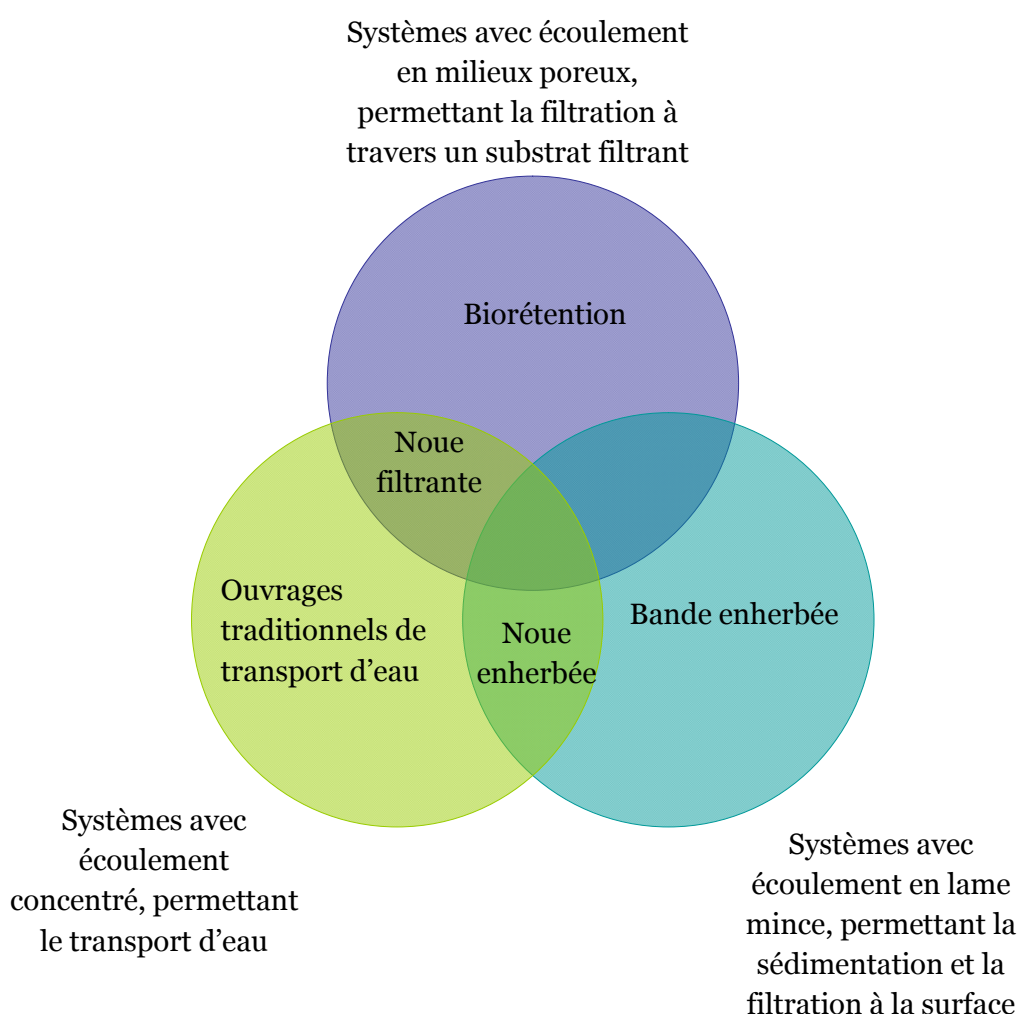 Systèmes avec écoulement
en milieux poreux,
permettant la filtration à
travers un substrat filtrant
Biorétention
Noue
filtrante
Ouvrages
traditionnels de
transport d’eau
Noue
enherbée
Bande enherbée
Systèmes avec
écoulement
concentré, permettant
le transport d’eau
Systèmes avec
écoulement en lame
mince, permettant la
sédimentation et la
filtration à la surface